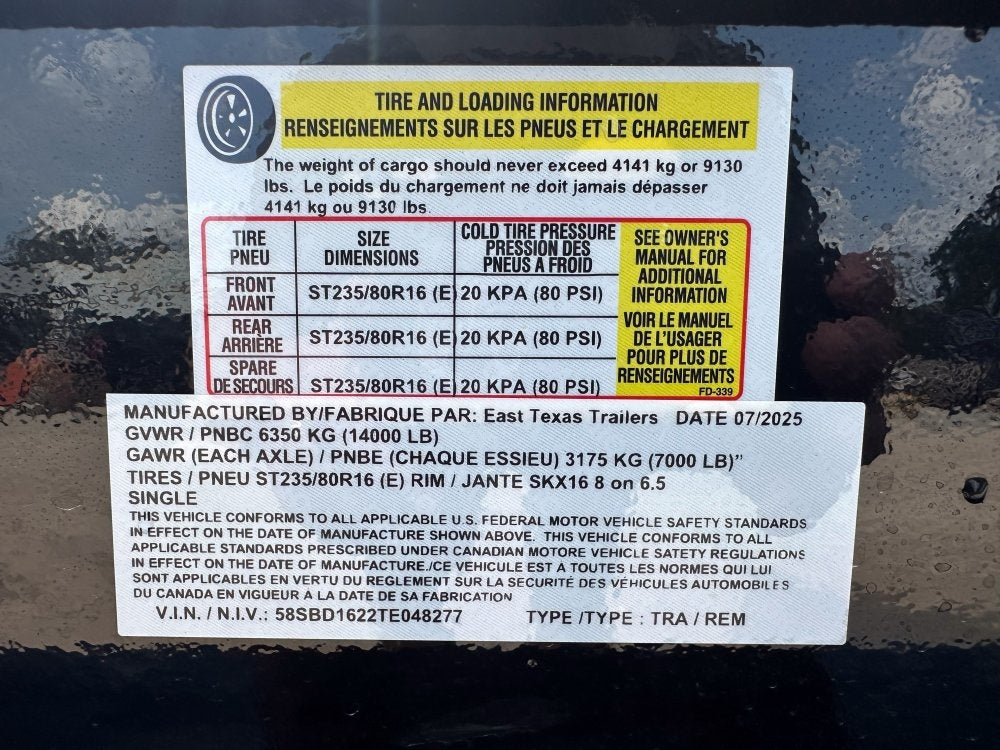 TIRE AND LOADING INFORMATION
RENSEIGNEMENTS SUR LES PNEUS ET LE CHARGEMENT
The weight of cargo should never exceed 4141 kg or 9130
lbs. Le poids du chargement ne doit jamais dépasser
4141 kg ou 9130 lbs.
TIRE PNEU
SIZE DIMENSIONS
COLD TIRE PRESSURE PRESSION DES PNEUS A FROID
FRONT AVANT
ST235/80R16 (E) 20 KPA (80 PSI)
REAR ARRIÈRE
ST235/80R16 (E) 20 KPA (80 PSI)
SPARE DE SECOURS
ST235/80R16 (E) 20 KPA (80 PSI)
SEE OWNER'S
MANUAL FOR
ADDITIONAL
INFORMATION
VOIR LE MANUEL
DE L'USAGER
POUR PLUS DE
RENSEIGNEMENTS
FD-339
MANUFACTURED BY/FABRIQUE PAR: East Texas Trailers DATE 07/2025
GVWR / PNBC 6350 KG (14000 LB)
GAWR (EACH AXLE) / PNBE (CHAQUE ESSIEU) 3175 KG (7000 LB)"
TIRES / PNEU ST235/80R16 (E) RIM / JANTE SKX16 8 on 6.5
SINGLE
THIS VEHICLE CONFORMS TO ALL APPLICABLE U.S. FEDERAL MOTOR VEHICLE SAFETY STANDARDS
IN EFFECT ON THE DATE OF MANUFACTURE SHOWN ABOVE. THIS VEHICLE CONFORMS TO ALL
APPLICABLE STANDARDS PRESCRIBED UNDER CANADIAN MOTORE VEHICLE SATETY REGULATIONS
IN EFFECT ON THE DATE OF MANUFACTURE./CE VEHICULE EST À TOUTES LES NORMES QUI LUI
SONT APPLICABLES EN VERTU DU REGLEMENT SUR LA SECURITÉ DES VÉHICULES AUTOMOBILES
DU CANADA EN VIGUEUR À LA DATE DE SA FABRICATION
V.I.N. / N.I.V.: 58SBD1622TE048277 TYPE /TYPE : TRA / REM